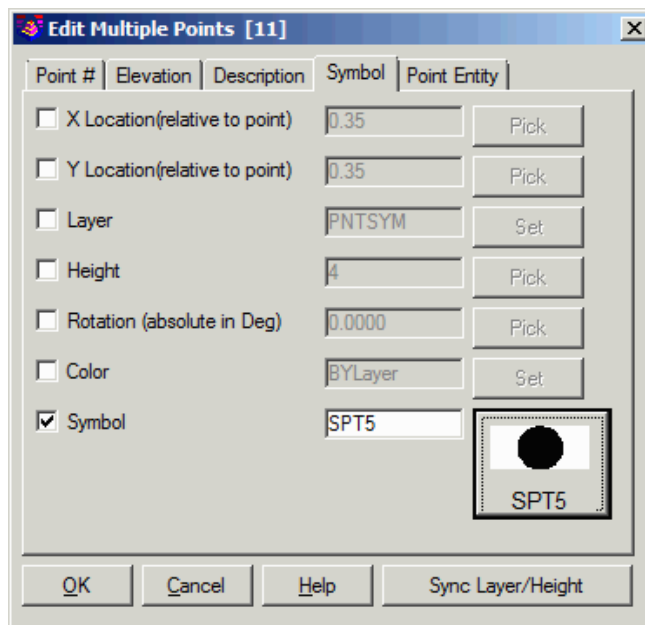 Edit Multiple Points [11]
Point # Elevation Description Symbol Point Entity
X Location(relative to point) 0.35 Pick
Y Location(relative to point) 0.35 Pick
Layer PNTSYM Set
Height 4 Pick
Rotation (absolute in Deg) 0.0000 Pick
Color BYLayer Set
Symbol SPT5
SPT5
OK Cancel Help Sync Layer/Height